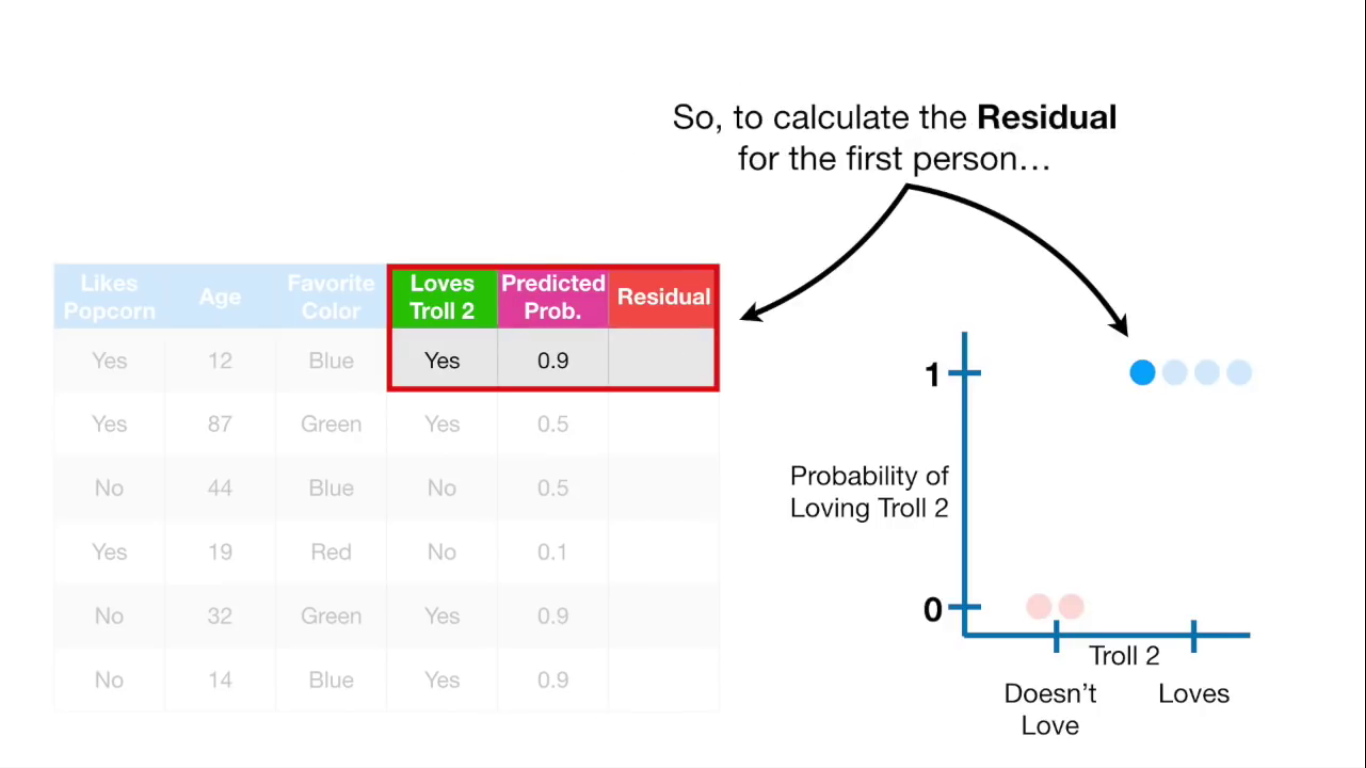 So, to calculate the Residual
for the first person…
Likes Popcorn Age Favorite Color Loves Troll 2 Predicted Prob. Residual
Yes 12 Blue Yes 0.9
Yes 87 Green Yes 0.5
No 44 Blue No 0.5
Yes 19 Red No 0.1
No 32 Green Yes 0.9
No 14 Blue Yes 0.9
1
Probability of
Loving Troll 2
0
Troll 2
Doesn’t Love
Loves